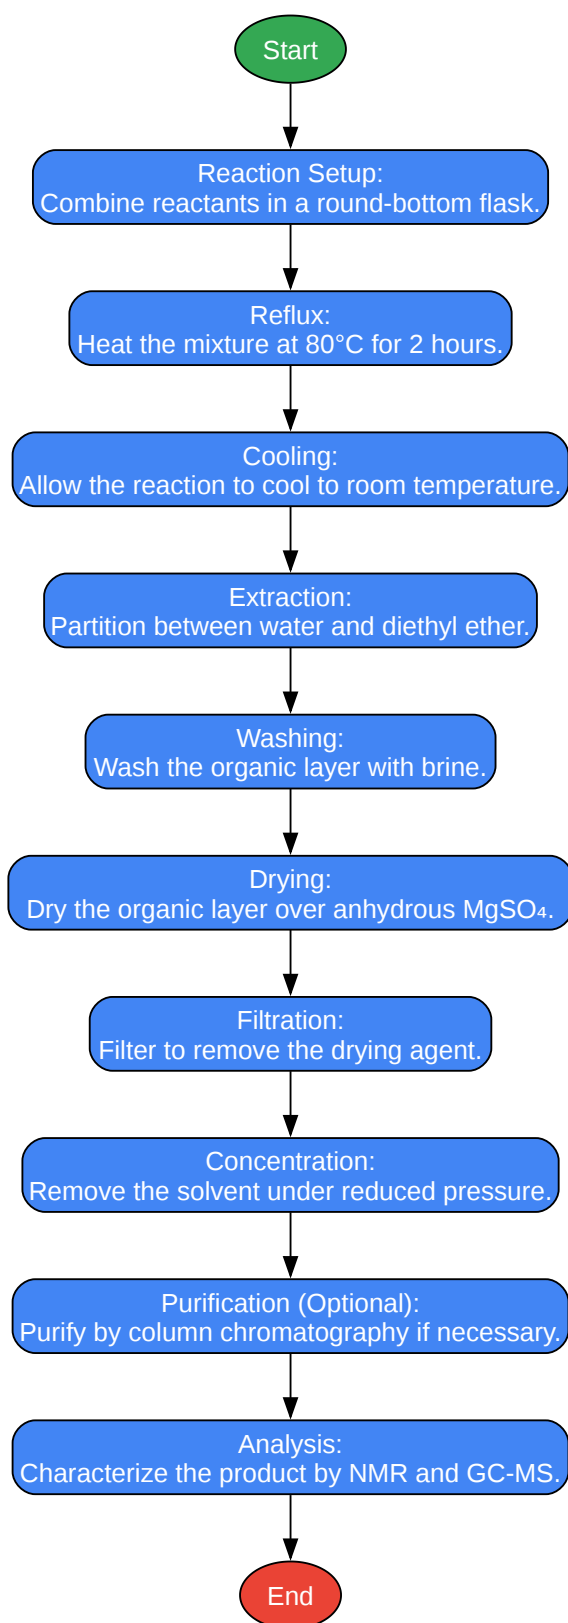 Start
Reaction Setup:
Combine reactants in a round-bottom flask.
Reflux:
Heat the mixture at 80°C for 2 hours.
Cooling:
Allow the reaction to cool to room temperature.
Extraction:
Partition between water and diethyl ether.
Washing:
Wash the organic layer with brine.
Drying:
Dry the organic layer over anhydrous MgSO₄.
Filtration:
Filter to remove the drying agent.
Concentration:
Remove the solvent under reduced pressure.
Purification (Optional):
Purify by column chromatography if necessary.
Analysis:
Characterize the product by NMR and GC-MS.
End